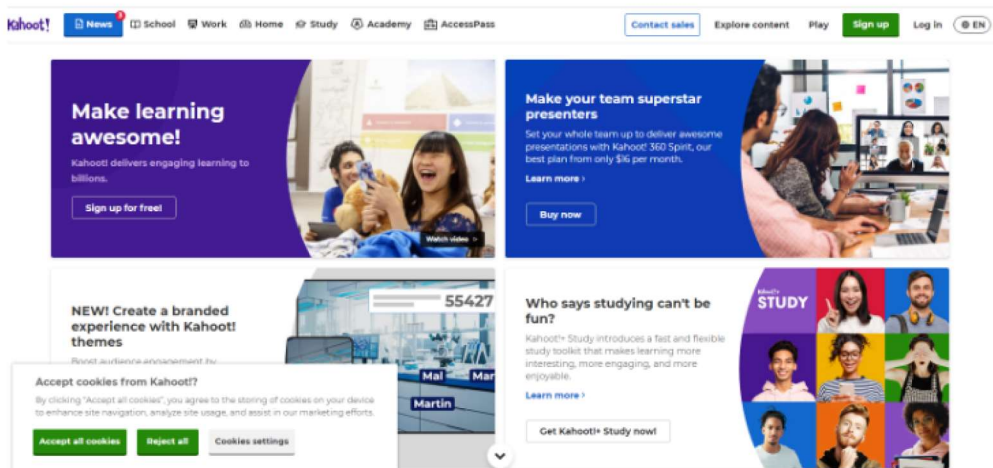 Kahoot!
News
3
School
Work
Home
Study
Academy
AccessPass
Contact sales
Explore content
Play
Sign up
Log in
EN
Make learning
awesome!
Kahoot! delivers engaging learning to
billions.
Sign up for free!
Watch video >
Make your team superstar
presenters
Set your whole team up to deliver awesome
presentations with Kahoot! 360 Spirit, our
best plan from only $16 per month.
Learn more ›
Buy now
NEW! Create a branded
experience with Kahoot!
themes
Boost audience engagement by
55427
Mal
Mar
Martin
Who says studying can't be
fun?
Kahoot!+ Study introduces a fast and flexible
study toolkit that makes learning more
interesting, more engaging, and more
enjoyable.
Learn more ›
Get Kahoot!+ Study now!
Kahoot!+
STUDY
Accept cookies from Kahoot!?
By clicking "Accept all cookies", you agree to the storing of cookies on your device
to enhance site navigation, analyze site usage, and assist in our marketing efforts.
Accept all cookies
Reject all
Cookies settings